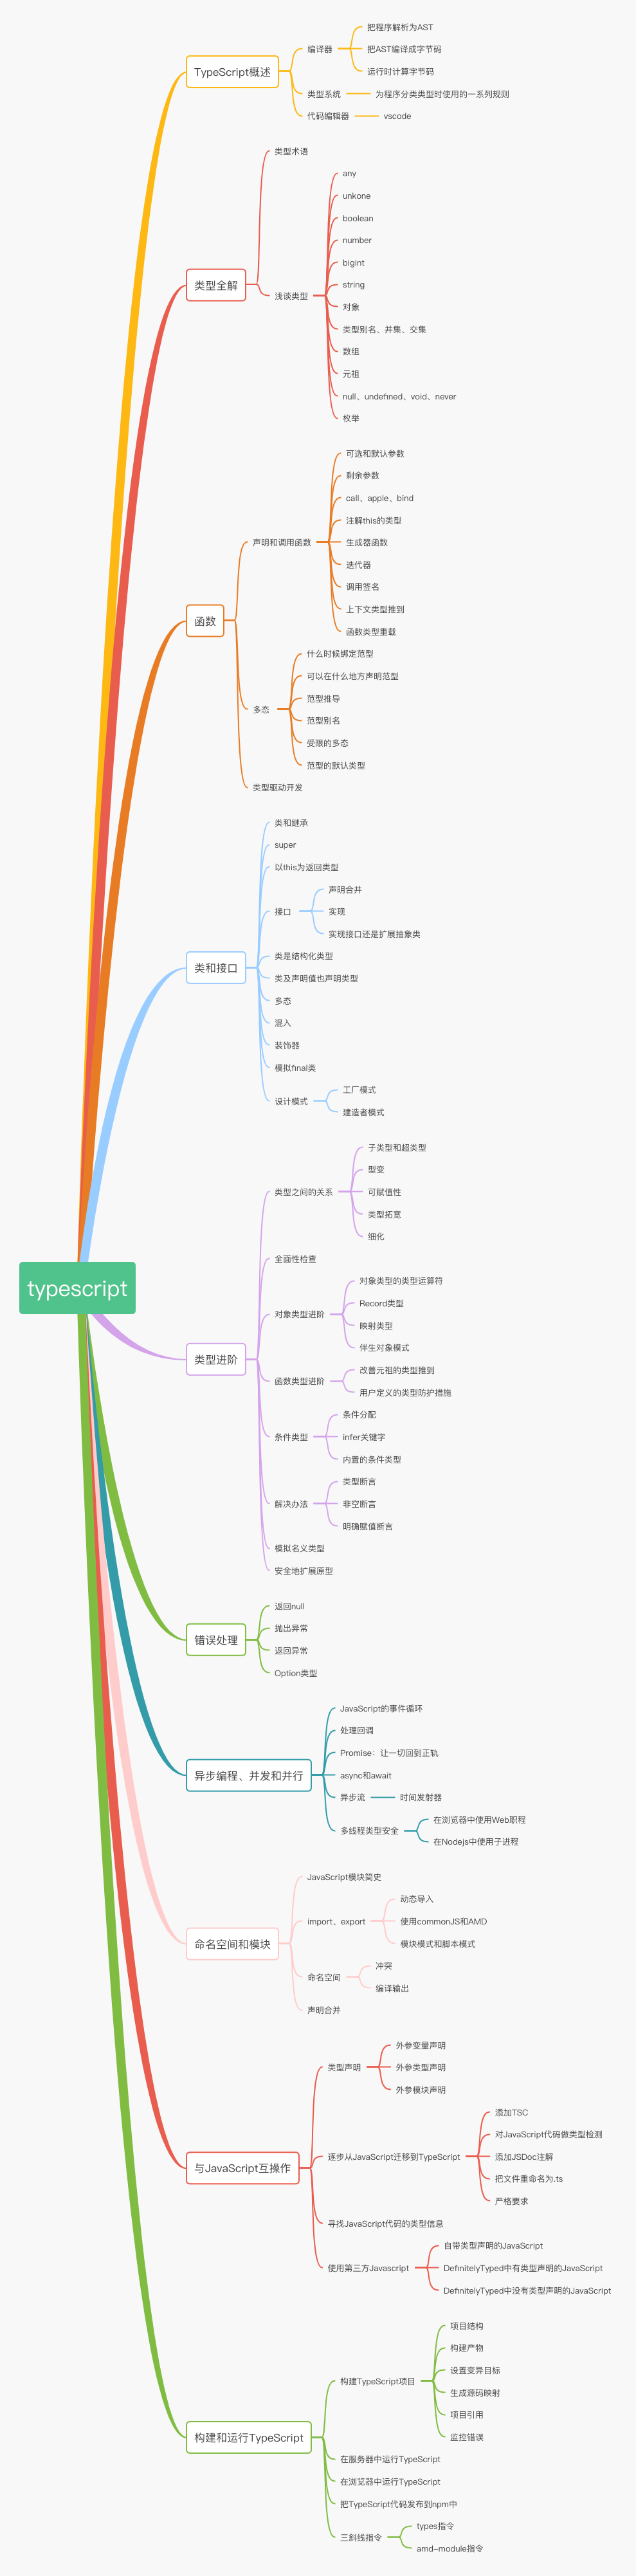 typescript
TypeScript概述
编译器
把程序解析为AST
把AST编译成字节码
运行时计算字节码
类型系统
为程序分类类型时使用的一系列规则
代码编辑器
vscode
类型全解
类型术语
浅谈类型
any
unkone
boolean
number
bigint
string
对象
类型别名、并集、交集
数组
元祖
null、undefined、void、never
枚举
函数
声明和调用函数
可选和默认参数
剩余参数
call、apple、bind
注解this的类型
生成器函数
迭代器
调用签名
上下文类型推到
函数类型重载
多态
什么时候绑定范型
可以在什么地方声明范型
范型推导
范型别名
受限的多态
范型的默认类型
类型驱动开发
类和接口
类和继承
super
以this为返回类型
接口
声明合并
实现
实现接口还是扩展抽象类
类是结构化类型
类及声明值也声明类型
多态
混入
装饰器
模拟final类
设计模式
工厂模式
建造者模式
类型进阶
类型之间的关系
子类型和超类型
型变
可赋值性
类型拓宽
细化
全面性检查
对象类型进阶
对象类型的类型运算符
Record类型
映射类型
伴生对象模式
函数类型进阶
改善元祖的类型推到
用户定义的类型防护措施
条件类型
条件分配
infer关键字
内置的条件类型
解决办法
类型断言
非空断言
明确赋值断言
模拟名义类型
安全地扩展原型
错误处理
返回null
抛出异常
返回异常
Option类型
异步编程、并发和并行
JavaScript的事件循环
处理回调
Promise：让一切回到正轨
async和await
异步流
时间发射器
多线程类型安全
在浏览器中使用Web职程
在Nodejs中使用子进程
命名空间和模块
JavaScript模块简史
import、export
动态导入
使用commonJS和AMD
模块模式和脚本模式
命名空间
冲突
编译输出
声明合并
与JavaScript互操作
类型声明
外参变量声明
外参类型声明
外参模块声明
逐步从JavaScript迁移到TypeScript
添加TSC
对JavaScript代码做类型检测
添加JSDoc注解
把文件重命名为.ts
严格要求
寻找JavaScript代码的类型信息
使用第三方Javascript
自带类型声明的JavaScript
DefinitelyTyped中有类型声明的JavaScript
DefinitelyTyped中没有类型声明的JavaScript
构建和运行TypeScript
构建TypeScript项目
项目结构
构建产物
设置变异目标
生成源码映射
项目引用
监控错误
在服务器中运行TypeScript
在浏览器中运行TypeScript
把TypeScript代码发布到npm中
三斜线指令
types指令
amd-module指令